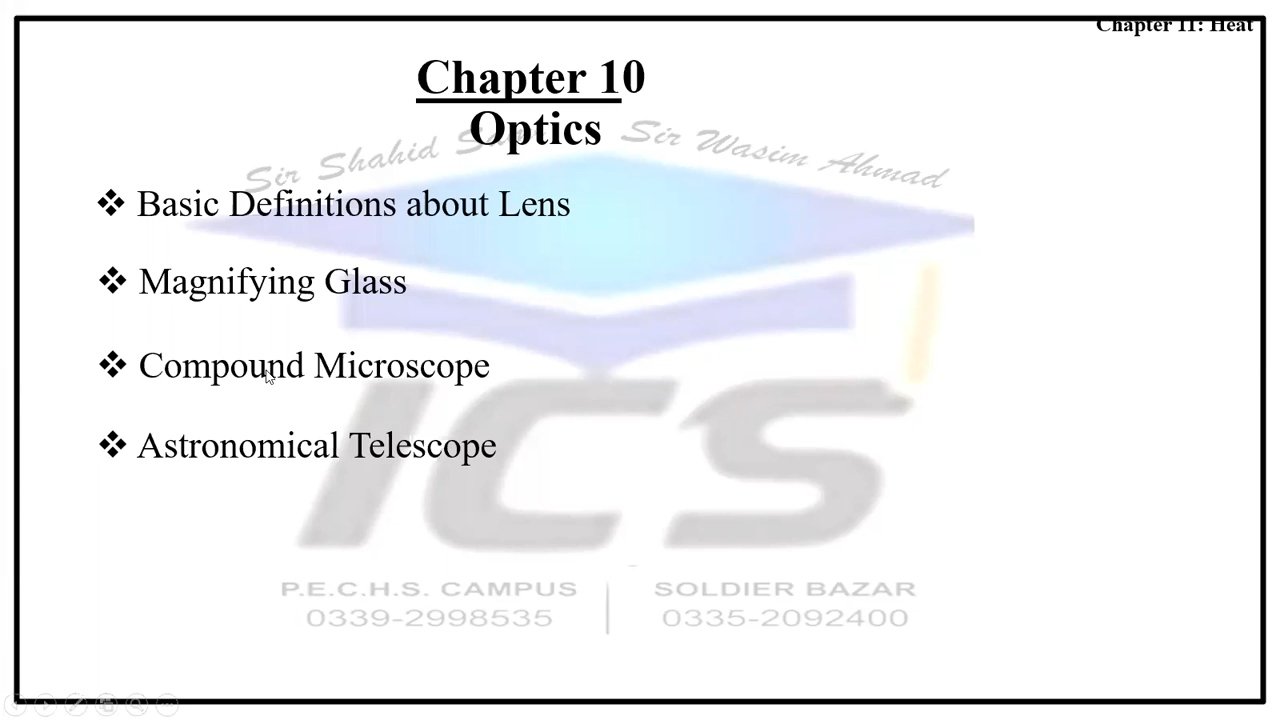 Chapter 11: Heat
Chapter 10
Optics
Sir Shahid
Sir Wasim Ahmad
❖ Basic Definitions about Lens
❖ Magnifying Glass
❖ Compound Microscope
❖ Astronomical Telescope
ICS
P.E.C.H.S. CAMPUS
0339-2998535
SOLDIER BAZAR
0335-2092400